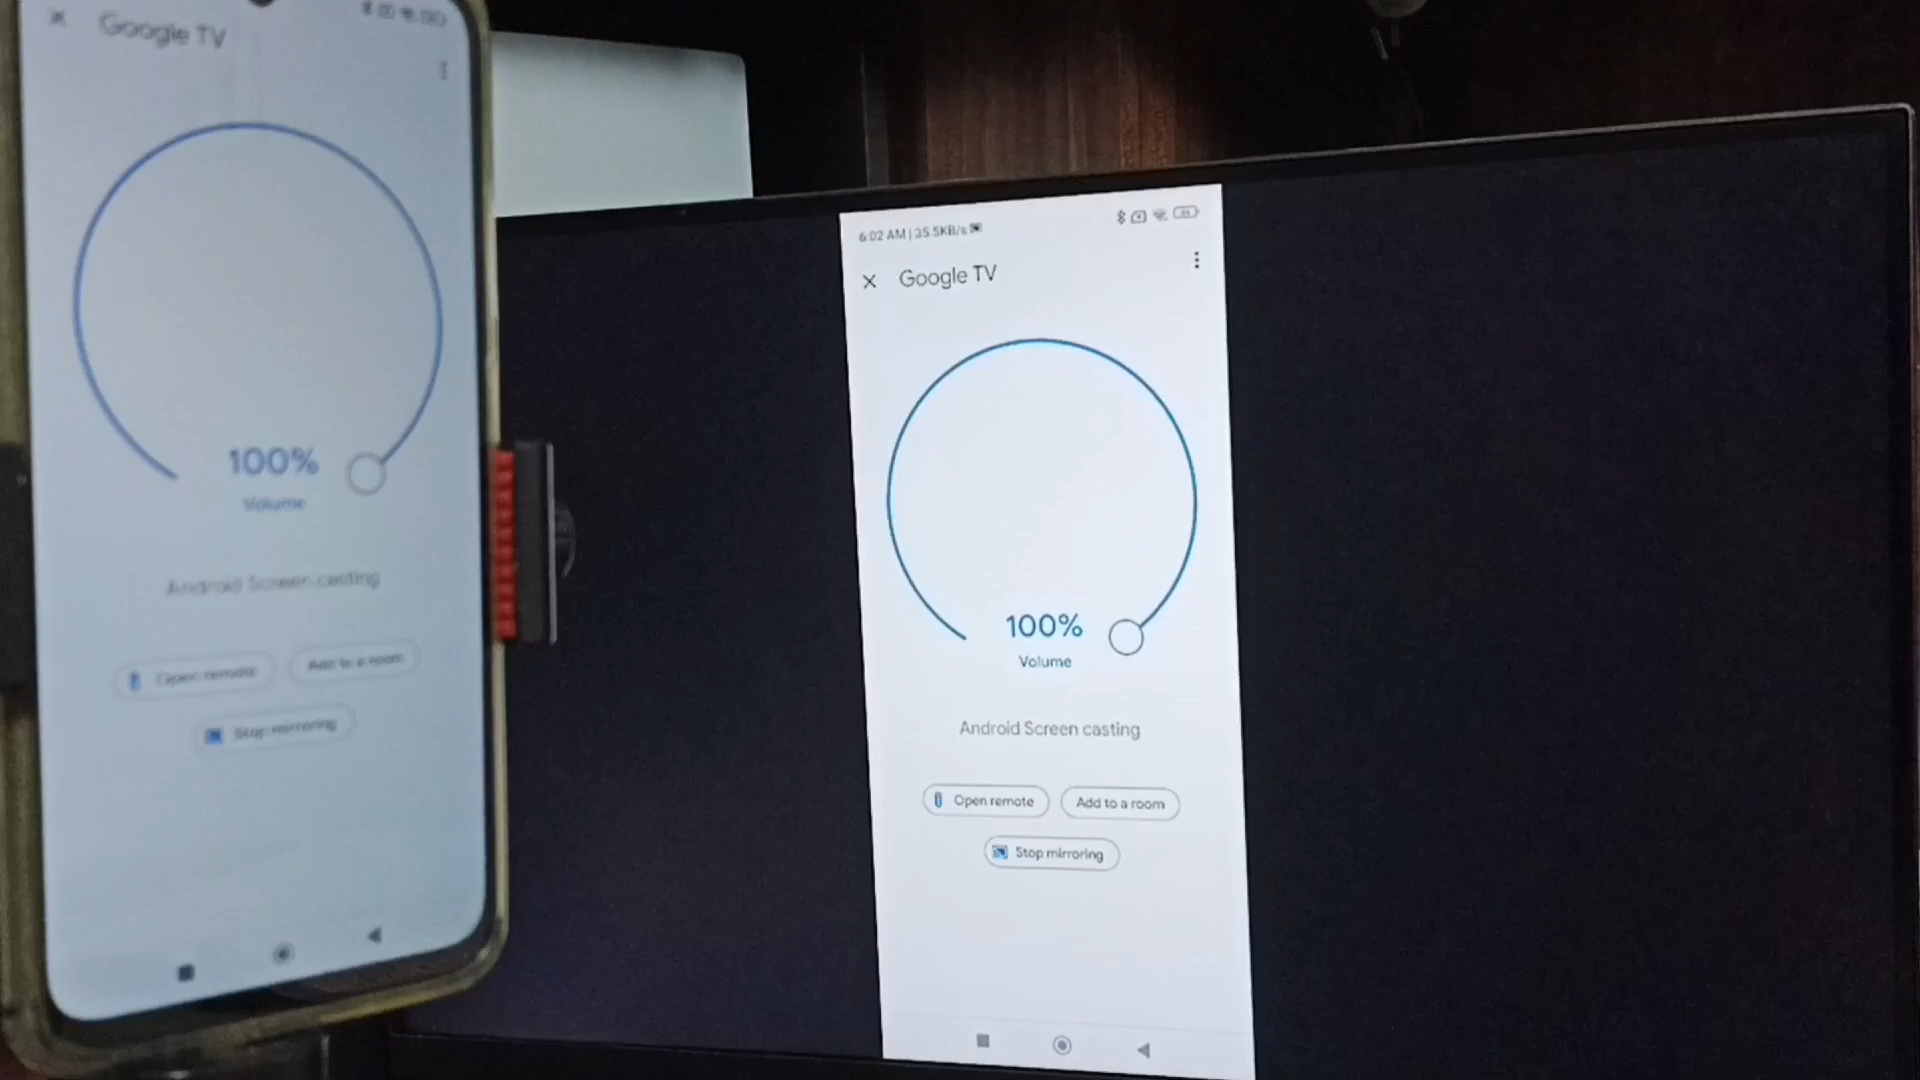 Google TV
100%
Volume
Android Screen casting
Open remote
Add to a room
Stop mirroring
6:02 AM | 35.5KB/s
Google TV
100%
Volume
Android Screen casting
Open remote
Add to a room
Stop mirroring